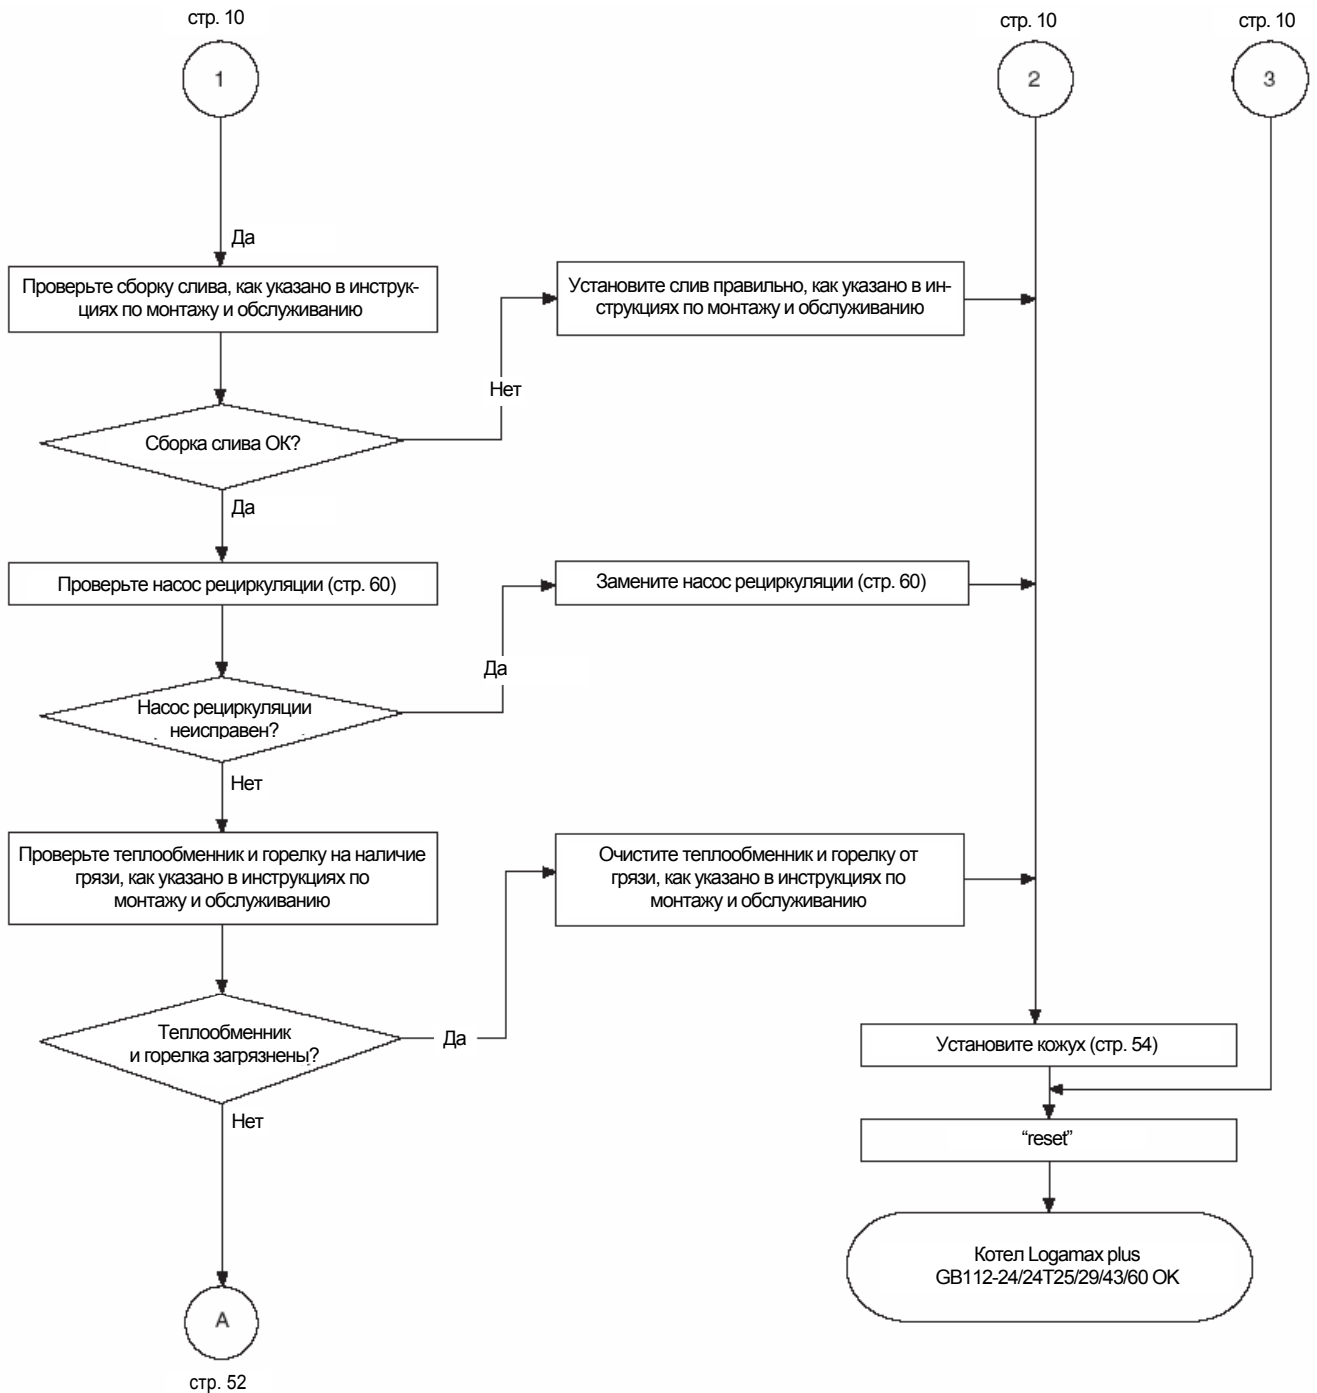 стр. 10
стр. 10
стр. 10
1
2
3
Да
Проверьте сборку слива, как указано в инструк-
циях по монтажу и обслуживанию
Установите слив правильно, как указано в ин-
струкциях по монтажу и обслуживанию
Нет
Сборка слива ОК?
Да
Проверьте насос рециркуляции (стр. 60)
Замените насос рециркуляции (стр. 60)
Да
Насос рециркуляции
неисправен?
Нет
Проверьте теплообменник и горелку на наличие
грязи, как указано в инструкциях по
монтажу и обслуживанию
Очистите теплообменник и горелку от
грязи, как указано в инструкциях по
монтажу и обслуживанию
Теплообменник
и горелка загрязнены?
Да
Установите кожух (стр. 54)
Нет
“reset”
Котел Logamax plus
GB112-24/24T25/29/43/60 OK
A
стр. 52